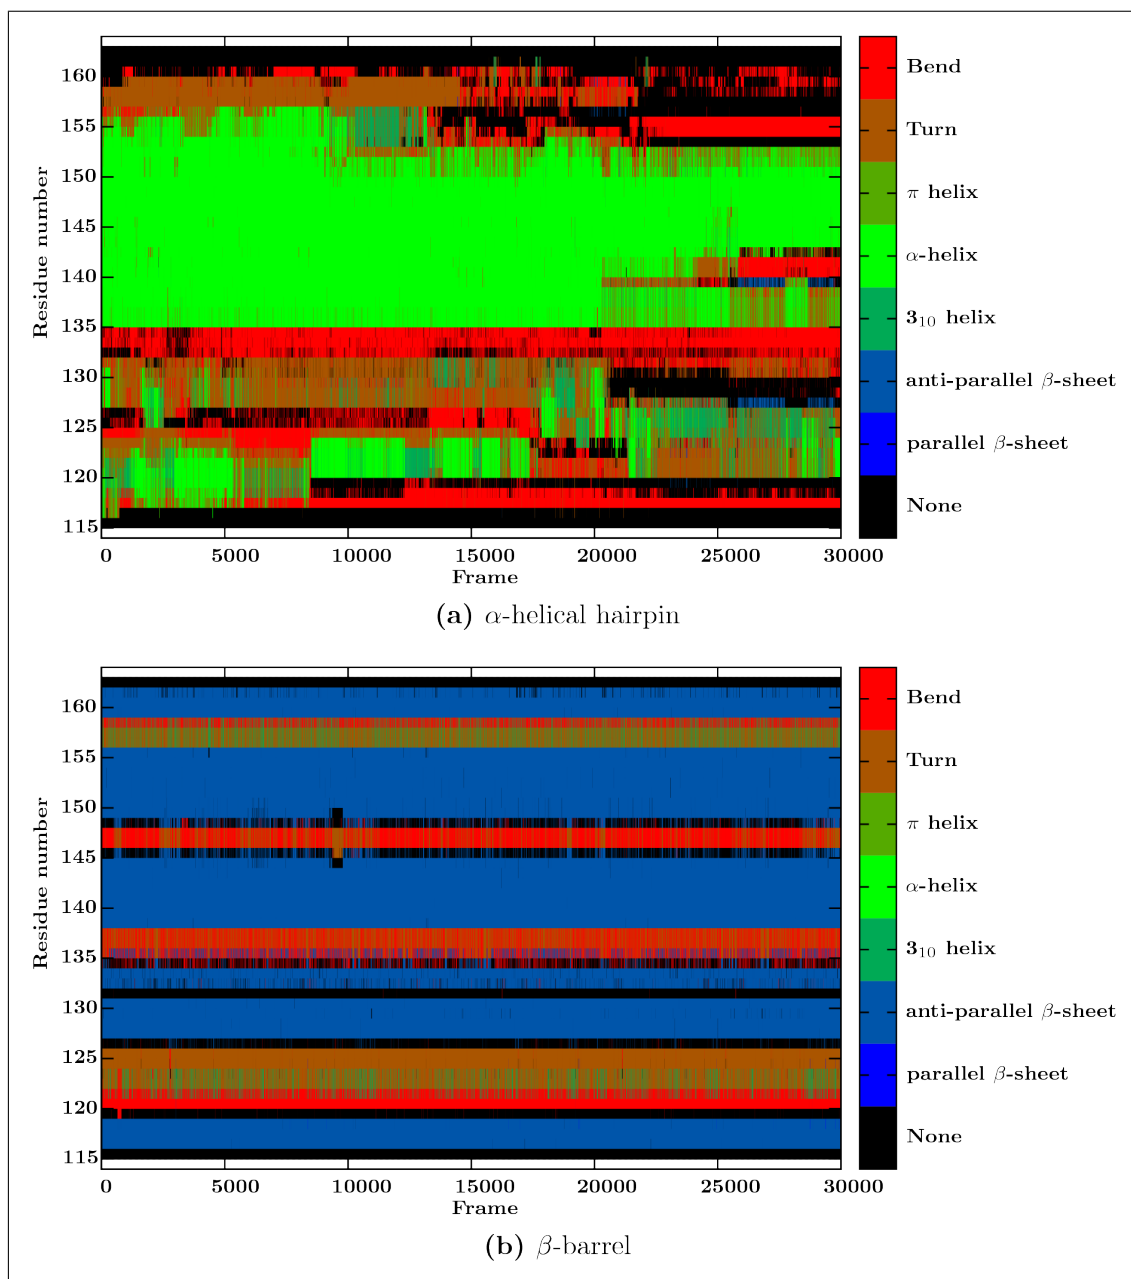 160
155
150
145
140
135
130
125
120
115
Residue number
0 5000 10000 15000 20000 25000 30000
Frame
Bend
Turn
π helix
α-helix
3₁₀ helix
anti-parallel β-sheet
parallel β-sheet
None
(a) α-helical hairpin
160
155
150
145
140
135
130
125
120
115
Residue number
0 5000 10000 15000 20000 25000 30000
Frame
Bend
Turn
π helix
α-helix
3₁₀ helix
anti-parallel β-sheet
parallel β-sheet
None
(b) β-barrel